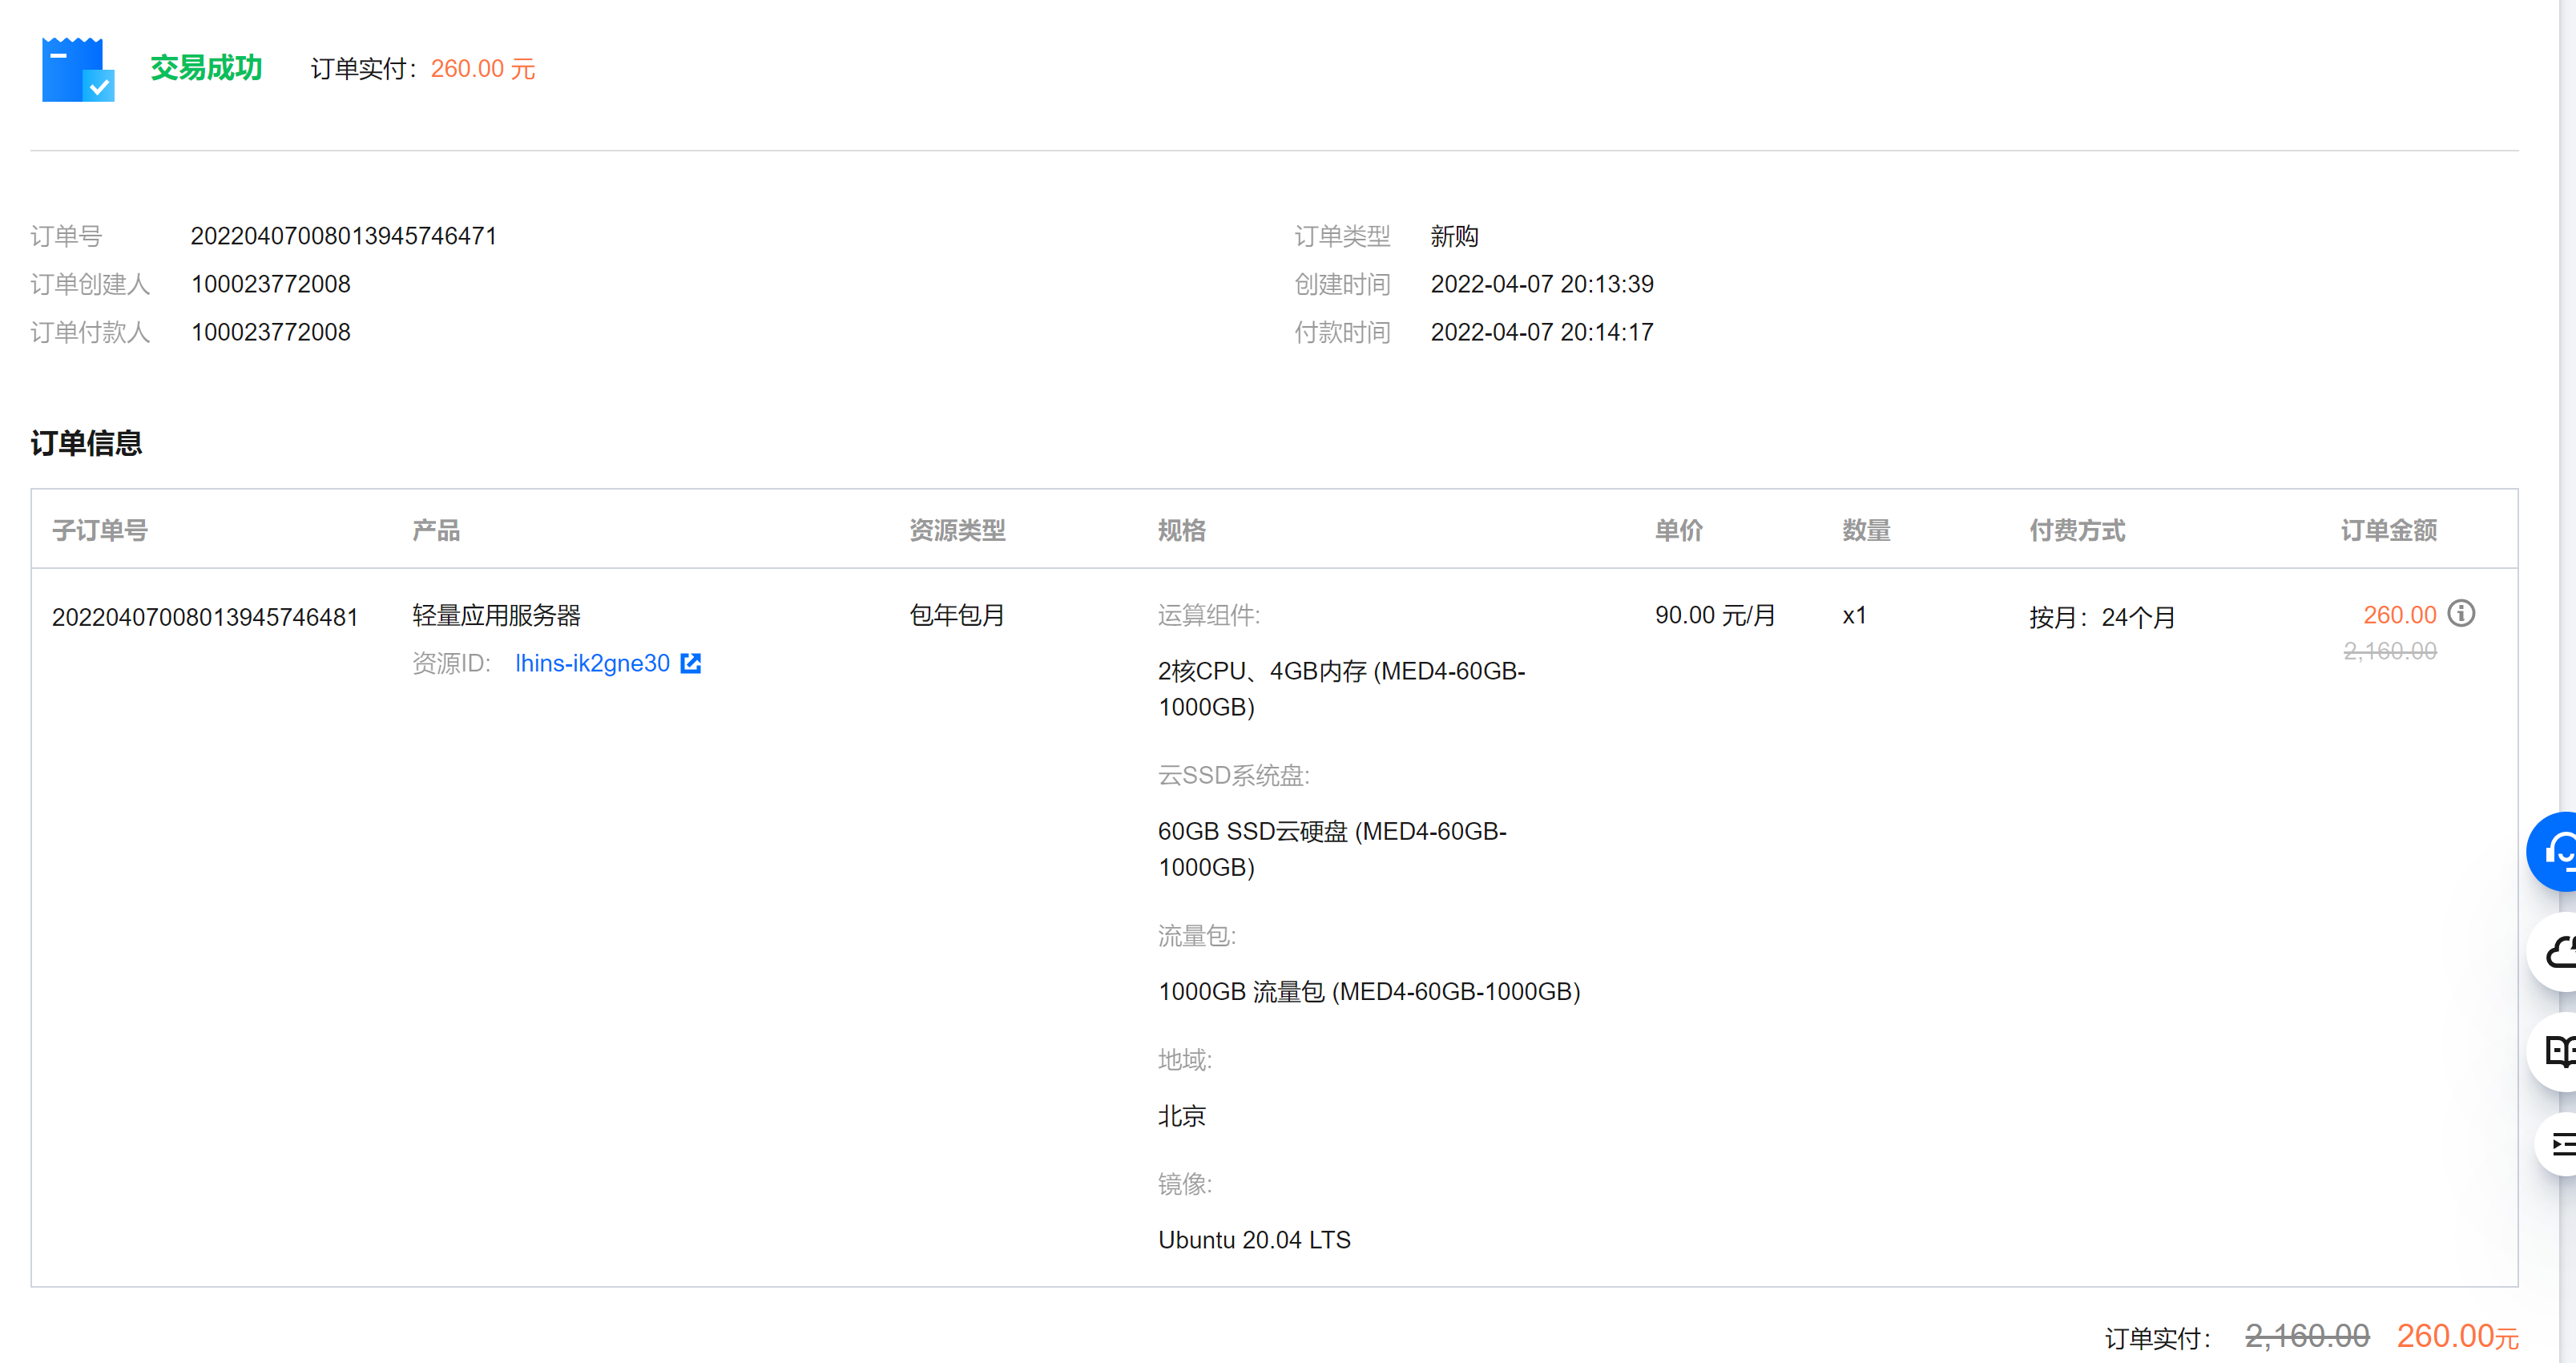 交易成功 订单实付：260.00 元
订单号 20220407008013945746471 订单类型 新购
订单创建人 100023772008 创建时间 2022-04-07 20:13:39
订单付款人 100023772008 付款时间 2022-04-07 20:14:17
订单信息
子订单号 产品 资源类型 规格 单价 数量 付费方式 订单金额
20220407008013945746481 轻量应用服务器 包年包月 运算组件: 90.00 元/月 x1 按月：24个月 260.00
2,160.00
资源ID: lhins-ik2gne30
2核CPU、4GB内存 (MED4-60GB-
1000GB)
云SSD系统盘:
60GB SSD云硬盘 (MED4-60GB-
1000GB)
流量包:
1000GB 流量包 (MED4-60GB-1000GB)
地域:
北京
镜像:
Ubuntu 20.04 LTS
订单实付： 2,160.00 260.00元